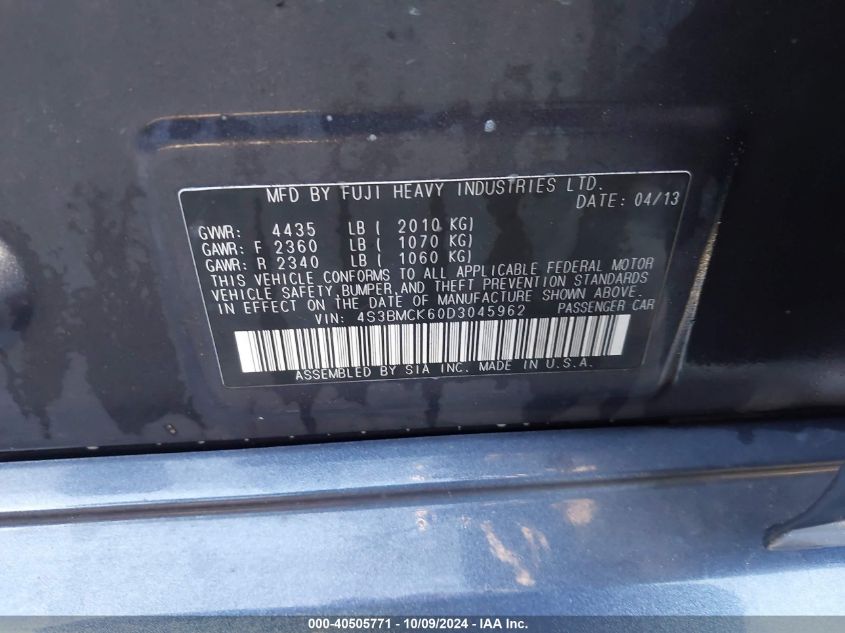 MFD BY FUJI HEAVY INDUSTRIES LTD.
DATE: 04/13
GVWR: 4435 LB ( 2010 KG)
GAWR: F 2360 LB ( 1070 KG)
GAWR: R 2340 LB ( 1060 KG)
THIS VEHICLE CONFORMS TO ALL APPLICABLE FEDERAL MOTOR
VEHICLE SAFETY, BUMPER, AND THEFT PREVENTION STANDARDS
IN EFFECT ON THE DATE OF MANUFACTURE SHOWN ABOVE.
VIN: 4S3BMCK60D3045962 PASSENGER CAR
ASSEMBLED BY SIA INC. MADE IN U.S.A.
000-40505771 - 10/09/2024 - IAA Inc.